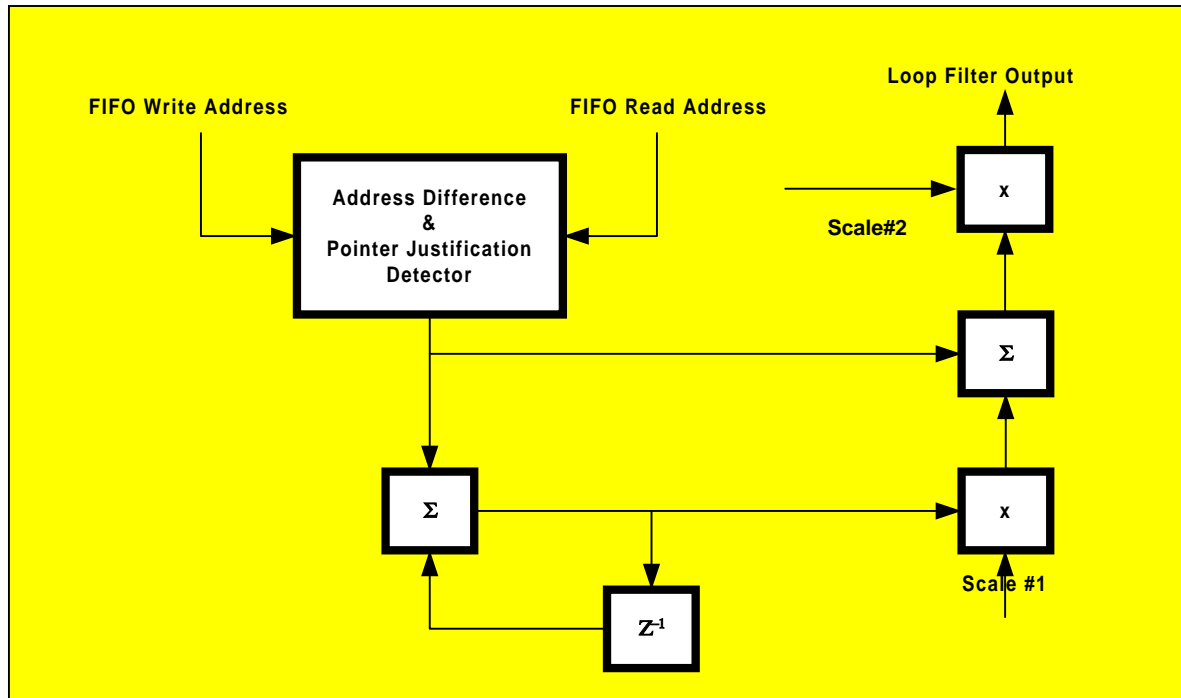 Loop Filter Output
FIFO Write Address
FIFO Read Address
Address Difference
&
Pointer Justification
Detector
x
Scale#2
Σ
Σ
x
Scale #1
Z⁻¹